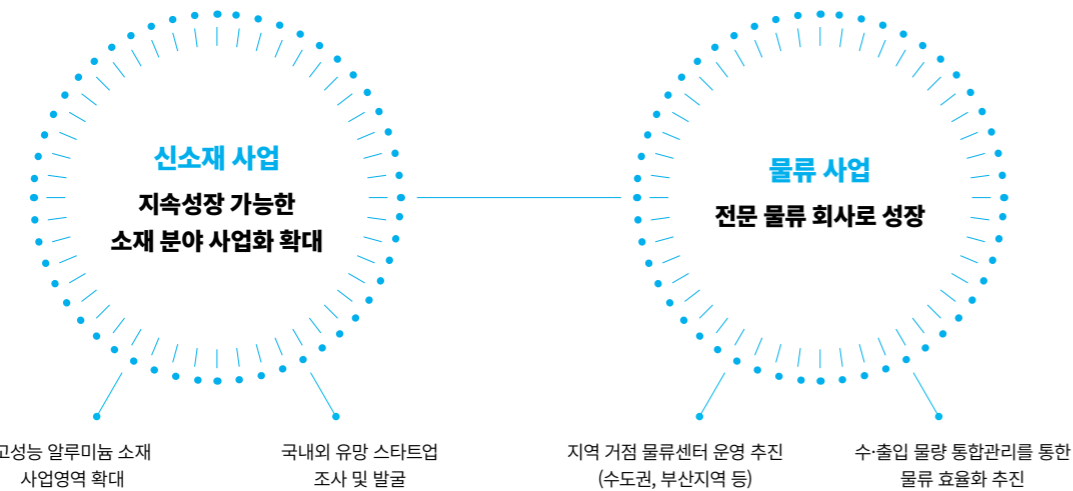 신소재 사업
지속성장 가능한
소재 분야 사업화 확대
물류 사업
전문 물류 회사로 성장
고성능 알루미늄 소재
사업영역 확대
국내외 유망 스타트업
조사 및 발굴
지역 거점 물류센터 운영 추진
(수도권, 부산지역 등)
수·출입 물량 통합관리를 통한
물류 효율화 추진